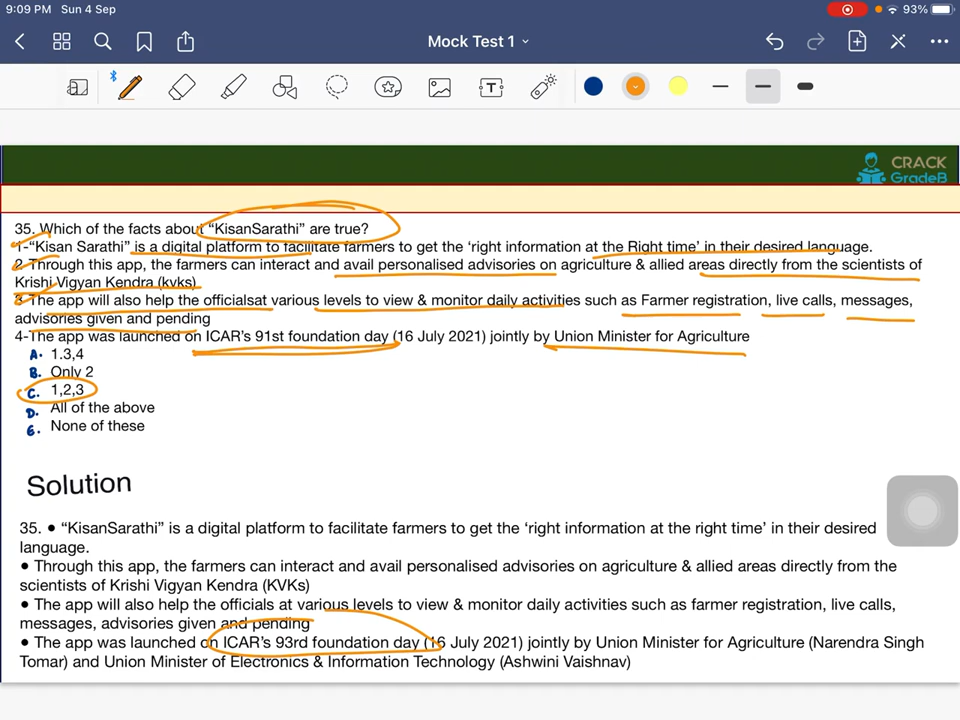 9:09 PM Sun 4 Sep 93%
Mock Test 1
T
CRACK
GradeB
35. Which of the facts about “KisanSarathi” are true?
1-“Kisan Sarathi” is a digital platform to facilitate farmers to get the ‘right information at the Right time’ in their desired language.
2-Through this app, the farmers can interact and avail personalised advisories on agriculture & allied areas directly from the scientists of
Krishi Vigyan Kendra (kvks)
3-The app will also help the officialsat various levels to view & monitor daily activities such as Farmer registration, live calls, messages,
advisories given and pending
4-The app was launched on ICAR’s 91st foundation day (16 July 2021) jointly by Union Minister for Agriculture
A. 1.3,4
B. Only 2
C. 1,2,3
D. All of the above
E. None of these
Solution
35. ● “KisanSarathi” is a digital platform to facilitate farmers to get the ‘right information at the right time’ in their desired
language.
● Through this app, the farmers can interact and avail personalised advisories on agriculture & allied areas directly from the
scientists of Krishi Vigyan Kendra (KVKs)
● The app will also help the officials at various levels to view & monitor daily activities such as farmer registration, live calls,
messages, advisories given and pending
● The app was launched on ICAR’s 93rd foundation day (16 July 2021) jointly by Union Minister for Agriculture (Narendra Singh
Tomar) and Union Minister of Electronics & Information Technology (Ashwini Vaishnav)